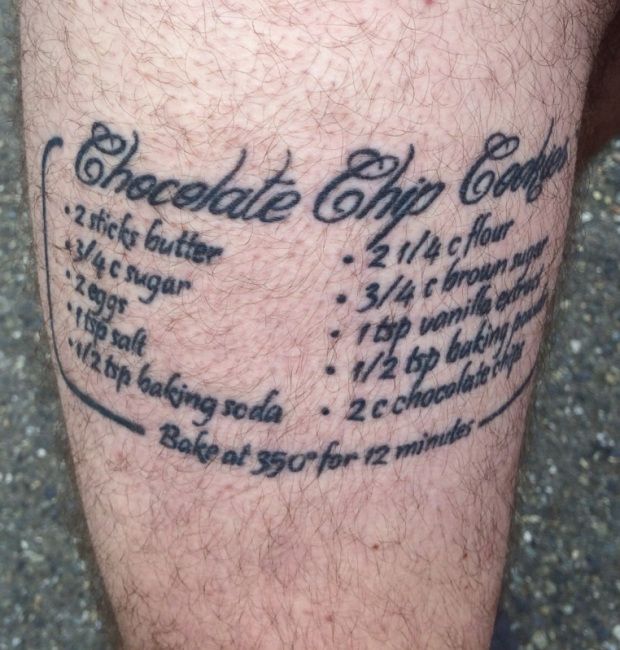 Chocolate Chip Cookies
• 2 sticks butter
• 3/4 c sugar
• 2 eggs
• 1 tsp salt
• 1/2 tsp baking soda
• 2 1/4 c flour
• 3/4 c brown sugar
• 1 tsp vanilla extract
• 1/2 tsp baking powder
• 2 c chocolate chips
Bake at 350° for 12 minutes